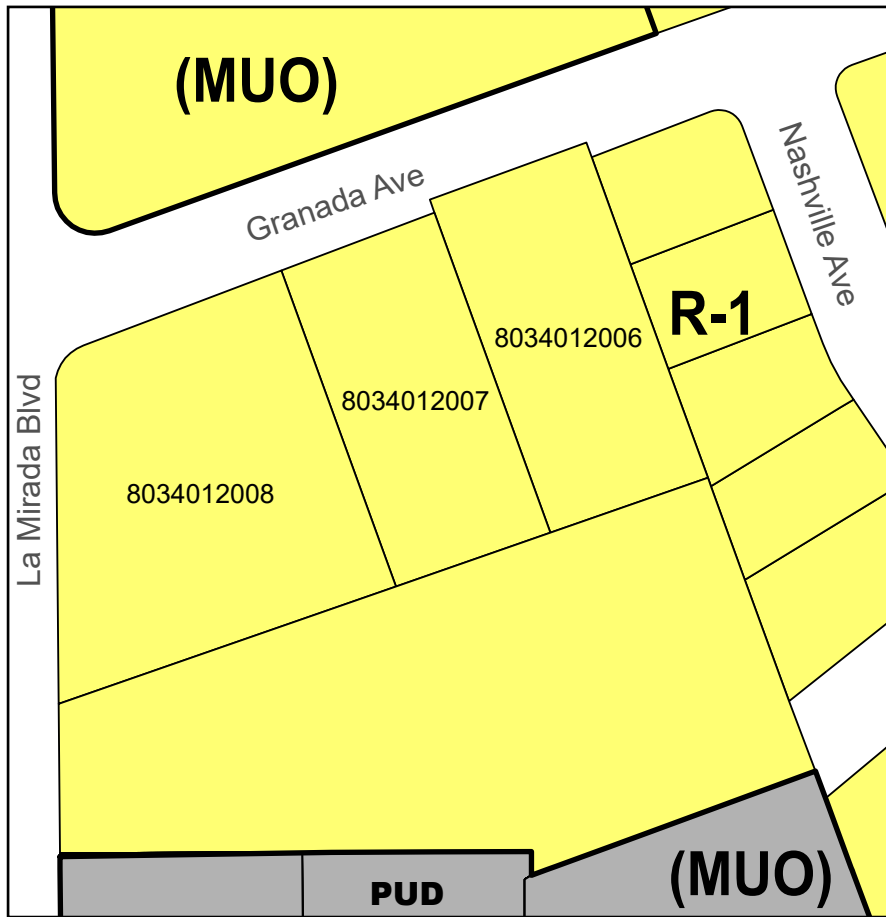 (MUO)
Granada Ave
Nashville Ave
R-1
8034012006
8034012007
8034012008
La Mirada Blvd
(MUO)
PUD